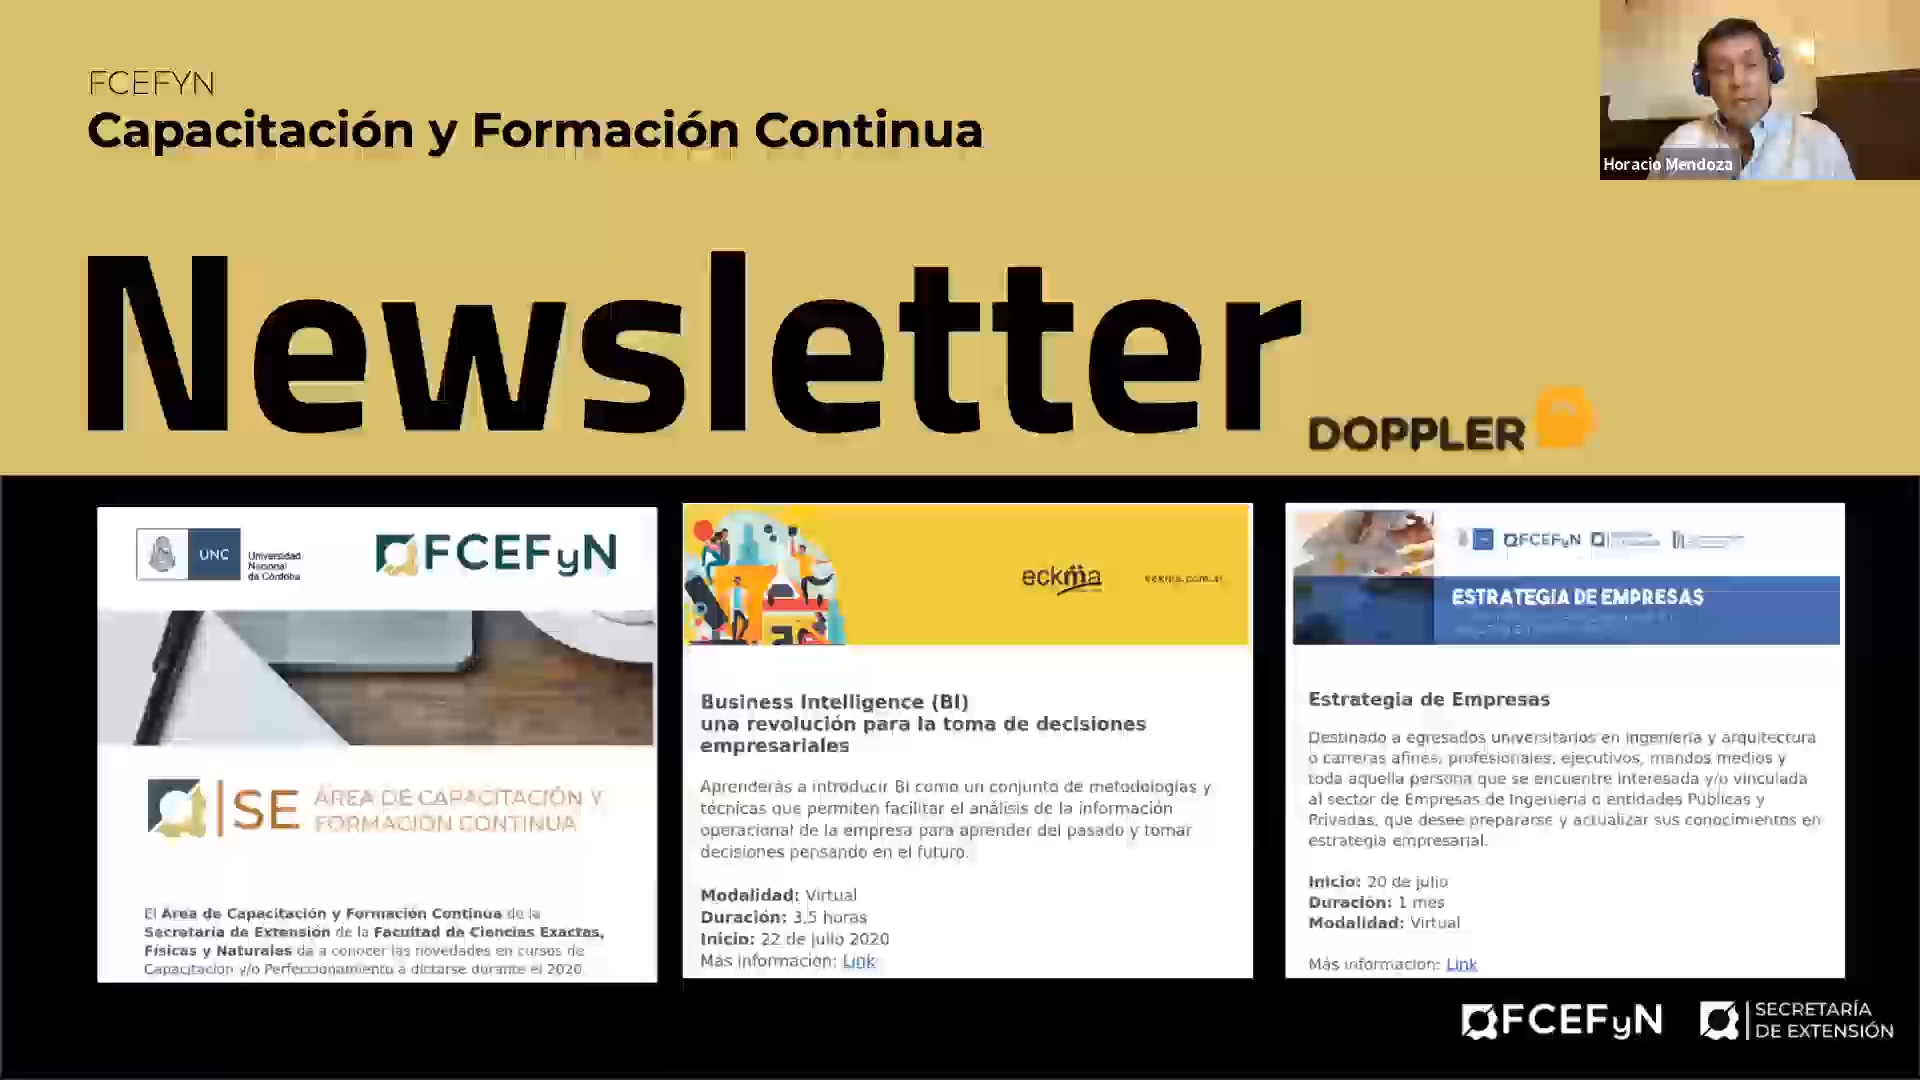 FCEFYN
Capacitación y Formación Continua
Horacio Mendoza
Newsletter
DOPPLER
UNC
Universidad
Nacional
de Córdoba
FCEFyN
SE
ÁREA DE CAPACITACIÓN Y
FORMACIÓN CONTINUA
El Área de Capacitación y Formación Continua de la
Secretaría de Extensión de la Facultad de Ciencias Exactas,
Físicas y Naturales da a conocer las novedades en cursos de
Capacitación y/o Perfeccionamiento a dictarse durante el 2020
eckma
eckma.com.ar
Business Intelligence (BI)
una revolución para la toma de decisiones
empresariales
Aprenderás a introducir BI como un conjunto de metodologías y
técnicas que permiten facilitar el análisis de la información
operacional de la empresa para aprender del pasado y tomar
decisiones pensando en el futuro.
Modalidad: Virtual
Duración: 3,5 horas
Inicio: 22 de julio 2020
Más informacion: Link
FCEFyN
ESTRATEGIA DE EMPRESAS
Estrategia de Empresas
Destinado a egresados universitarios en ingeniería y arquitectura
o carreras afines, profesionales, ejecutivos, mandos medios y
toda aquella persona que se encuentre interesada y/o vinculada
al sector de Empresas de Ingeniería o entidades Públicas y
Privadas, que desee prepararse y actualizar sus conocimientos en
estrategia empresarial.
Inicio: 20 de julio
Duración: 1 mes
Modalidad: Virtual
Más informacion: Link
FCEFyN
SECRETARÍA
DE EXTENSIÓN